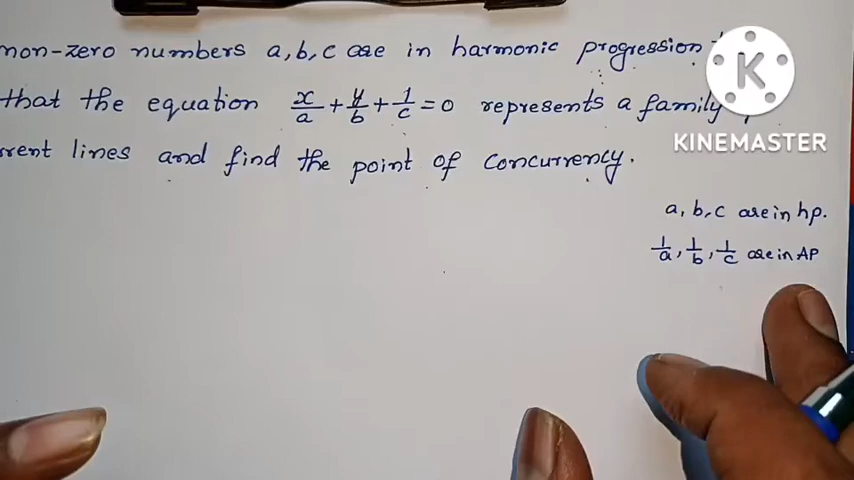 non-zero numbers a, b, c are in harmonic progression
that the equation x/a + y/b + 1/c = 0 represents a family
lines and find the point of concurrency.
K
KINEMASTER
a, b, c are in hp.
1/a, 1/b, 1/c are in AP